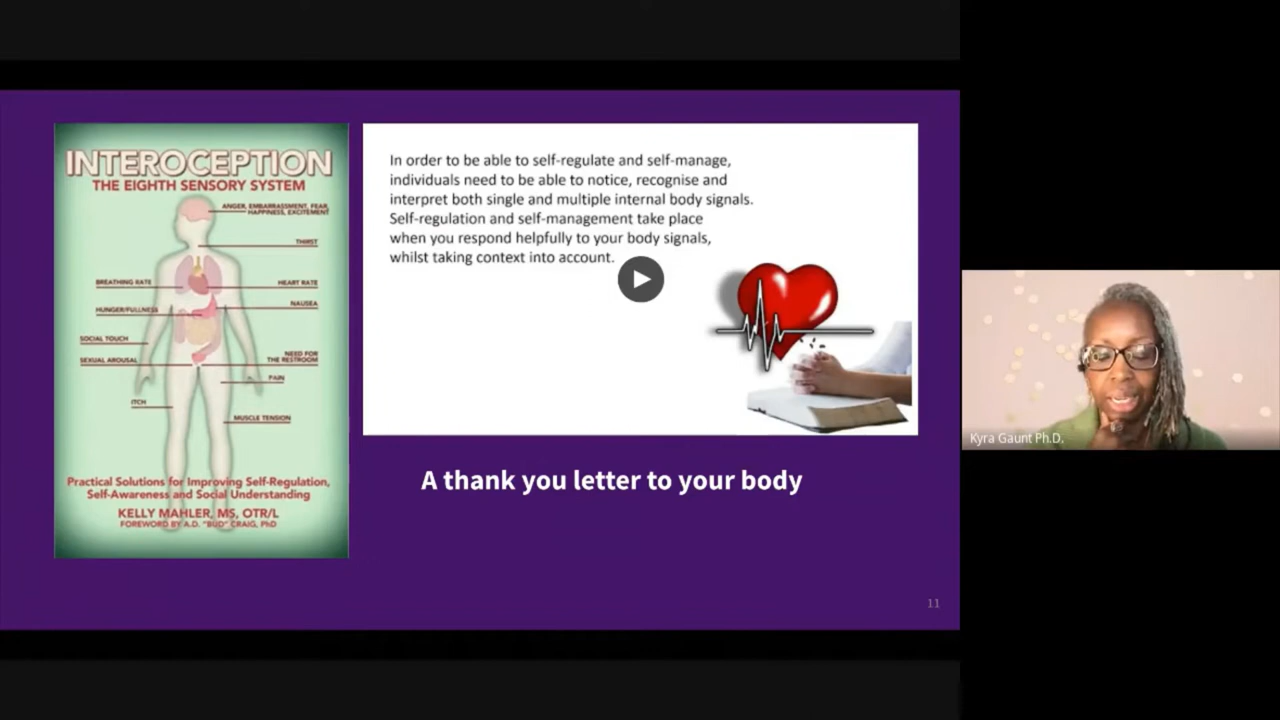 INTEROCEPTION
THE EIGHTH SENSORY SYSTEM
ANGER, EMBARRASSMENT, FEAR,
HAPPINESS, EXCITEMENT
THIRST
BREATHING RATE
HEART RATE
NAUSEA
HUNGER/FULLNESS
SOCIAL TOUCH
SEXUAL AROUSAL
NEED FOR
THE RESTROOM
PAIN
ITCH
MUSCLE TENSION
Practical Solutions for Improving Self-Regulation,
Self-Awareness and Social Understanding
KELLY MAHLER, MS, OTR/L
FOREWORD BY A.D. "BUD" CRAIG, PhD
In order to be able to self-regulate and self-manage,
individuals need to be able to notice, recognise and
interpret both single and multiple internal body signals.
Self-regulation and self-management take place
when you respond helpfully to your body signals,
whilst taking context into account.
A thank you letter to your body
11
Kyra Gaunt Ph.D.